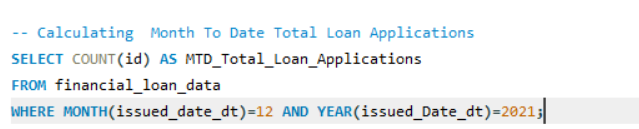 -- Calculating  Month To Date Total Loan Applications
SELECT COUNT(id) AS MTD_Total_Loan_Applications
FROM financial_loan_data
WHERE MONTH(issued_date_dt)=12 AND YEAR(issued_Date_dt)=2021;